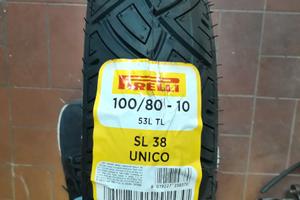 PIRELLI
100/80 - 10
53L TL
SL 38
UNICO